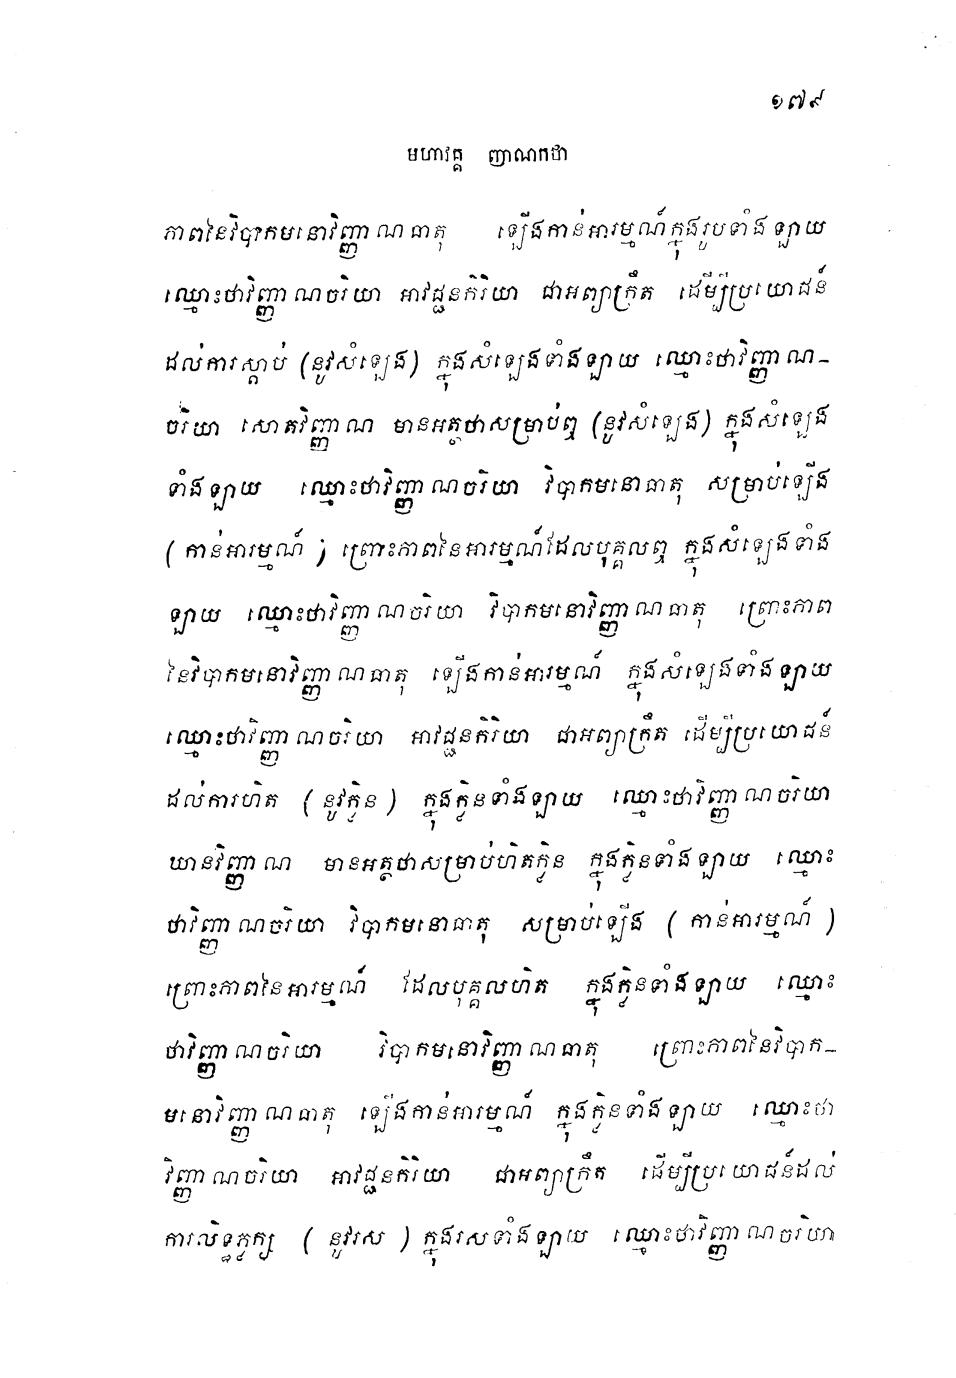 ១៧៩
មហាវគ្គ ញាណកថា
ភាពនៃវិបាកមនោវិញ្ញាណធាតុ ឡើងកាន់អារម្មណ៍ក្នុងរូបទាំងឡាយ
ឈ្មោះថាវិញ្ញាណចរិយា អាវជ្ជនកិរិយា ជាអព្យាក្រឹត ដើម្បីប្រយោជន៍
ដល់ការស្តាប់ (នូវសំឡេង) ក្នុងសំឡេងទាំងឡាយ ឈ្មោះថាវិញ្ញាណ-
ចរិយា សោតវិញ្ញាណ មានអត្ថថាសម្រាប់ឮ (នូវសំឡេង) ក្នុងសំឡេង
ទាំងឡាយ ឈ្មោះថាវិញ្ញាណចរិយា វិបាកមនោធាតុ សម្រាប់ឡើង
( កាន់អារម្មណ៍ ) ព្រោះភាពនៃអារម្មណ៍ដែលបុគ្គលឮ ក្នុងសំឡេងទាំង
ឡាយ ឈ្មោះថាវិញ្ញាណចរិយា វិបាកមនោវិញ្ញាណធាតុ ព្រោះភាព
នៃវិបាកមនោវិញ្ញាណធាតុ ឡើងកាន់អារម្មណ៍ ក្នុងសំឡេងទាំងឡាយ
ឈ្មោះថាវិញ្ញាណចរិយា អាវជ្ជនកិរិយា ជាអព្យាក្រឹត ដើម្បីប្រយោជន៍
ដល់ការហិត ( នូវក្លិន ) ក្នុងក្លិនទាំងឡាយ ឈ្មោះថាវិញ្ញាណចរិយា
ឃានវិញ្ញាណ មានអត្ថថាសម្រាប់ហិតក្លិន ក្នុងក្លិនទាំងឡាយ ឈ្មោះ
ថាវិញ្ញាណចរិយា វិបាកមនោធាតុ សម្រាប់ឡើង ( កាន់អារម្មណ៍ )
ព្រោះភាពនៃអារម្មណ៍ ដែលបុគ្គលហិត ក្នុងក្លិនទាំងឡាយ ឈ្មោះ
ថាវិញ្ញាណចរិយា វិបាកមនោវិញ្ញាណធាតុ ព្រោះភាពនៃវិបាក-
មនោវិញ្ញាណធាតុ ឡើងកាន់អារម្មណ៍ ក្នុងក្លិនទាំងឡាយ ឈ្មោះថា
វិញ្ញាណចរិយា អាវជ្ជនកិរិយា ជាអព្យាក្រឹត ដើម្បីប្រយោជន៍ដល់
ការលិទ្ធភ្លក្ស ( នូវរស ) ក្នុងរសទាំងឡាយ ឈ្មោះថាវិញ្ញាណចរិយា